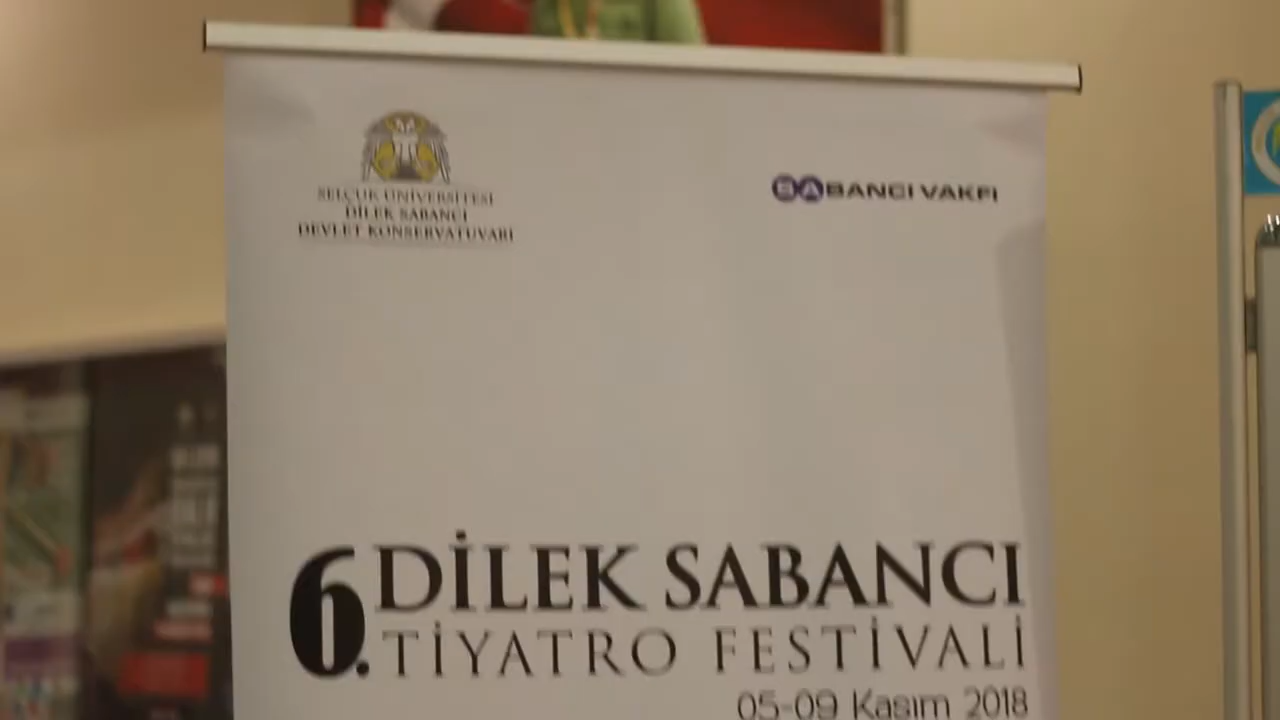 SELÇUK ÜNİVERSİTESİ
DİLEK SABANCI
DEVLET KONSERVATUVARI
SABANCI VAKFI
6. DİLEK SABANCI
TİYATRO FESTİVALİ
05-09 Kasım 2018